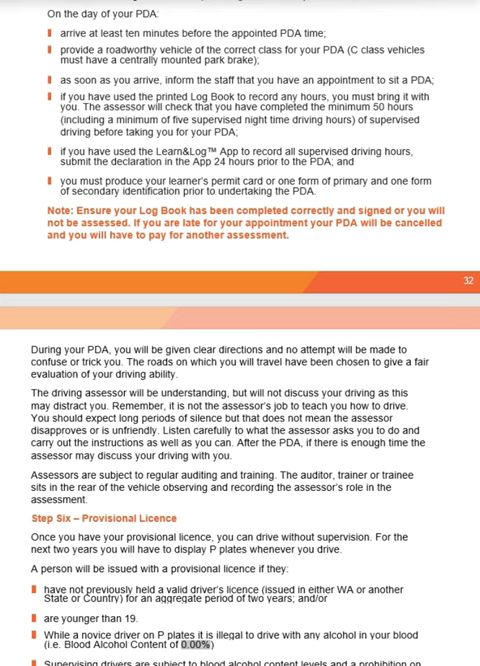 On the day of your PDA:
arrive at least ten minutes before the appointed PDA time;
provide a roadworthy vehicle of the correct class for your PDA (C class vehicles
must have a centrally mounted park brake);
as soon as you arrive, inform the staff that you have an appointment to sit a PDA;
if you have used the printed Log Book to record any hours, you must bring it with
you. The assessor will check that you have completed the minimum 50 hours
(including a minimum of five supervised night time driving hours) of supervised
driving before taking you for your PDA;
if you have used the Learn&Log™ App to record all supervised driving hours,
submit the declaration in the App 24 hours prior to the PDA; and
you must produce your learner's permit card or one form of primary and one form
of secondary identification prior to undertaking the PDA.
Note: Ensure your Log Book has been completed correctly and signed or you will
not be assessed. If you are late for your appointment your PDA will be cancelled
and you will have to pay for another assessment.
32
During your PDA, you will be given clear directions and no attempt will be made to
confuse or trick you. The roads on which you will travel have been chosen to give a fair
evaluation of your driving ability.
The driving assessor will be understanding, but will not discuss your driving as this
may distract you. Remember, it is not the assessor's job to teach you how to drive.
You should expect long periods of silence but that does not mean the assessor
disapproves or is unfriendly. Listen carefully to what the assessor asks you to do and
carry out the instructions as well as you can. After the PDA, if there is enough time the
assessor may discuss your driving with you.
Assessors are subject to regular auditing and training. The auditor, trainer or trainee
sits in the rear of the vehicle observing and recording the assessor's role in the
assessment.
Step Six – Provisional Licence
Once you have your provisional licence, you can drive without supervision. For the
next two years you will have to display P plates whenever you drive.
A person will be issued with a provisional licence if they:
have not previously held a valid driver's licence (issued in either WA or another
State or Country) for an aggregate period of two years; and/or
are younger than 19.
While a novice driver on P plates it is illegal to drive with any alcohol in your blood
(i.e. Blood Alcohol Content of 0.00%)
Supervising drivers are subject to blood alcohol content levels and a prohibition on